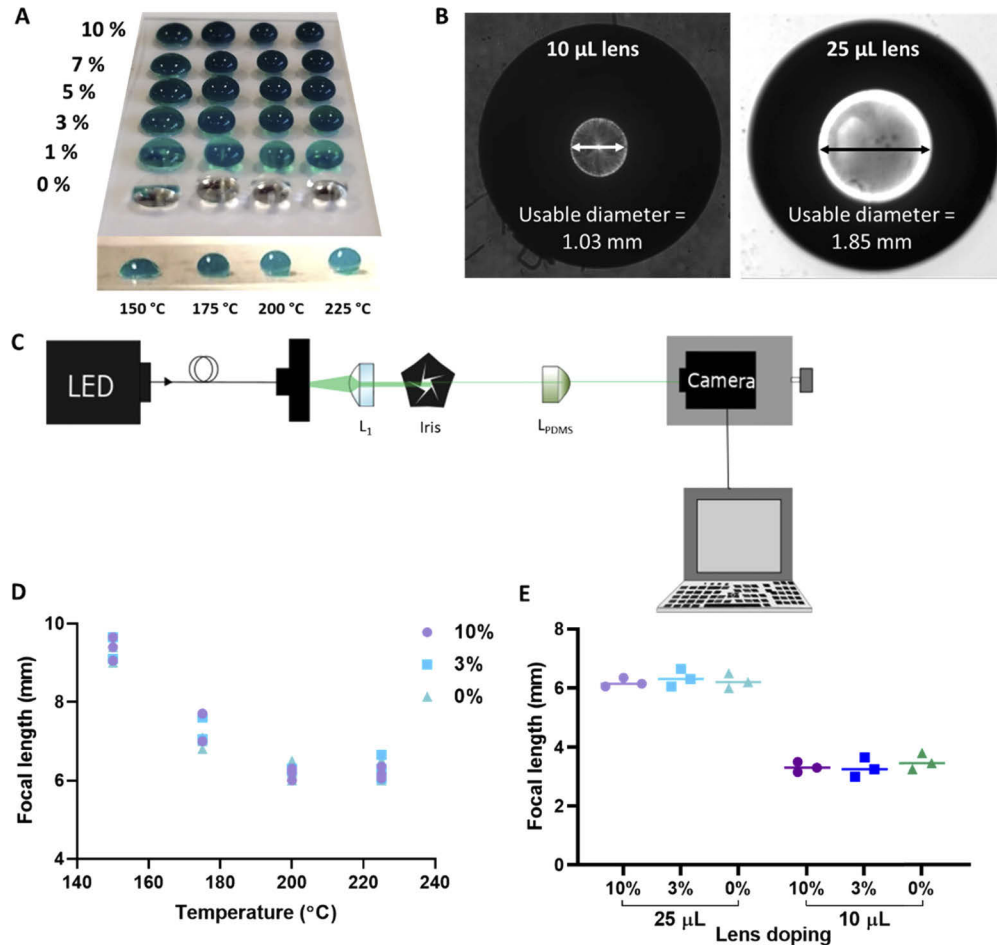 A
10 %
7 %
5 %
3 %
1 %
0 %
150 °C 175 °C 200 °C 225 °C
B
10 µL lens
Usable diameter =
1.03 mm
25 µL lens
Usable diameter =
1.85 mm
C
LED
L1
Iris
LPDMS
Camera
D
Focal length (mm)
10
8
6
4
140 160 180 200 220 240
Temperature (°C)
10%
3%
0%
E
Focal length (mm)
8
6
4
2
0
10% 3% 0% 10% 3% 0%
25 µL 10 µL
Lens doping